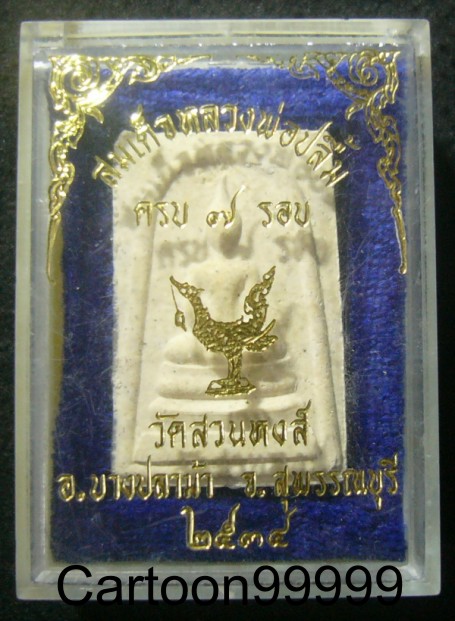 สมเด็จหลวงพ่อปลื้ม
ครบ ๗ รอบ
วัดสวนหงส์
อ.บางปลาม้า จ.สุพรรณบุรี
๒๕๓๕
Cartoon99999